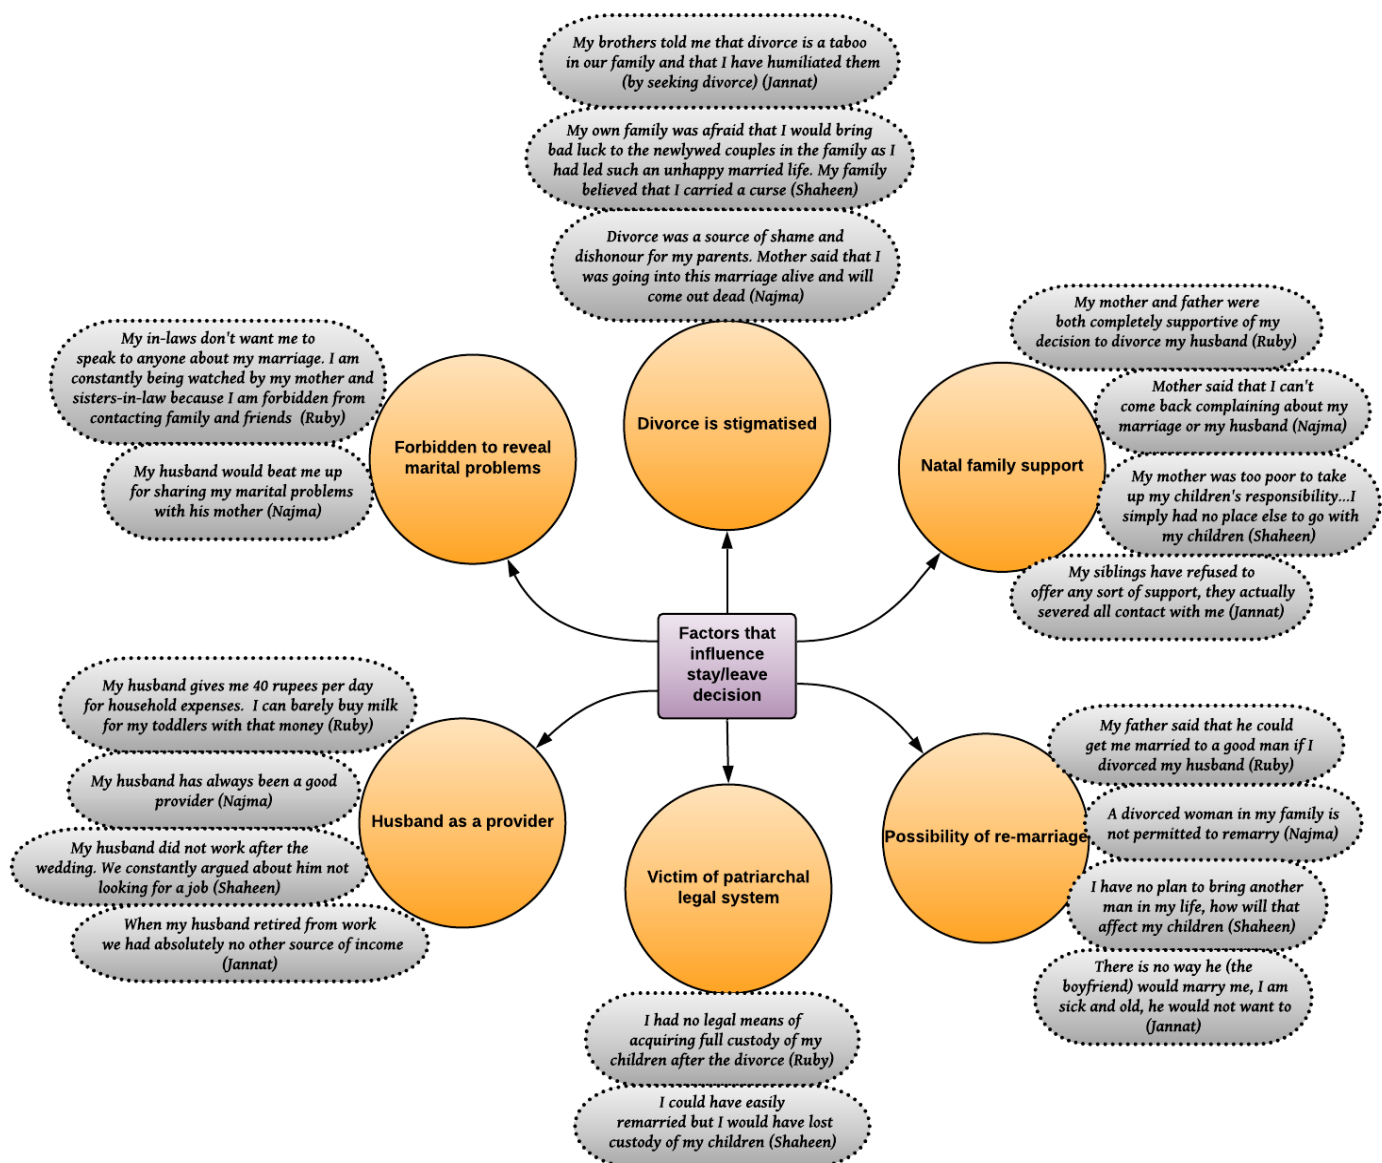 My brothers told me that divorce is a taboo
in our family and that I have humiliated them
(by seeking divorce) (Jannat)
My own family was afraid that I would bring
bad luck to the newlywed couples in the family as I
had led such an unhappy married life. My family
believed that I carried a curse (Shaheen)
Divorce was a source of shame and
dishonour for my parents. Mother said that I
was going into this marriage alive and will
come out dead (Najma)
Divorce is stigmatised
My in-laws don't want me to
speak to anyone about my marriage. I am
constantly being watched by my mother and
sisters-in-law because I am forbidden from
contacting family and friends (Ruby)
My husband would beat me up
for sharing my marital problems
with his mother (Najma)
Forbidden to reveal
marital problems
My mother and father were
both completely supportive of my
decision to divorce my husband (Ruby)
Mother said that I can't
come back complaining about my
marriage or my husband (Najma)
My mother was too poor to take
up my children's responsibility...I
simply had no place else to go with
my children (Shaheen)
My siblings have refused to
offer any sort of support, they actually
severed all contact with me (Jannat)
Natal family support
Factors that
influence
stay/leave
decision
My husband gives me 40 rupees per day
for household expenses. I can barely buy milk
for my toddlers with that money (Ruby)
My husband has always been a good
provider (Najma)
My husband did not work after the
wedding. We constantly argued about him not
looking for a job (Shaheen)
When my husband retired from work
we had absolutely no other source of income
(Jannat)
Husband as a provider
Victim of patriarchal
legal system
I had no legal means of
acquiring full custody of my
children after the divorce (Ruby)
I could have easily
remarried but I would have lost
custody of my children (Shaheen)
Possibility of re-marriage
My father said that he could
get me married to a good man if I
divorced my husband (Ruby)
A divorced woman in my family is
not permitted to remarry (Najma)
I have no plan to bring another
man in my life, how will that
affect my children (Shaheen)
There is no way he (the
boyfriend) would marry me, I am
sick and old, he would not want to
(Jannat)